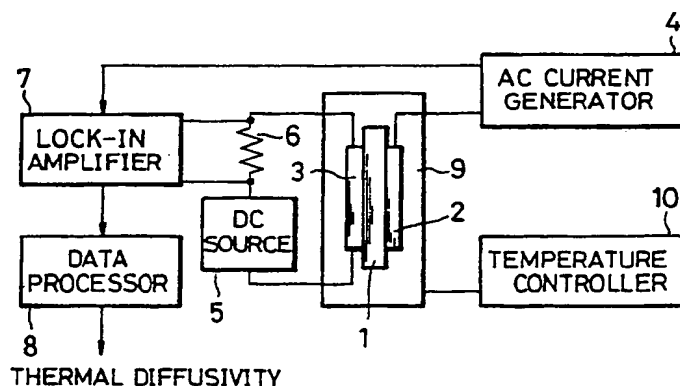 4
AC CURRENT
GENERATOR
7
LOCK-IN
AMPLIFIER
6
3
9
2
DC
SOURCE
5
1
10
TEMPERATURE
CONTROLLER
DATA
PROCESSOR
8
THERMAL DIFFUSIVITY